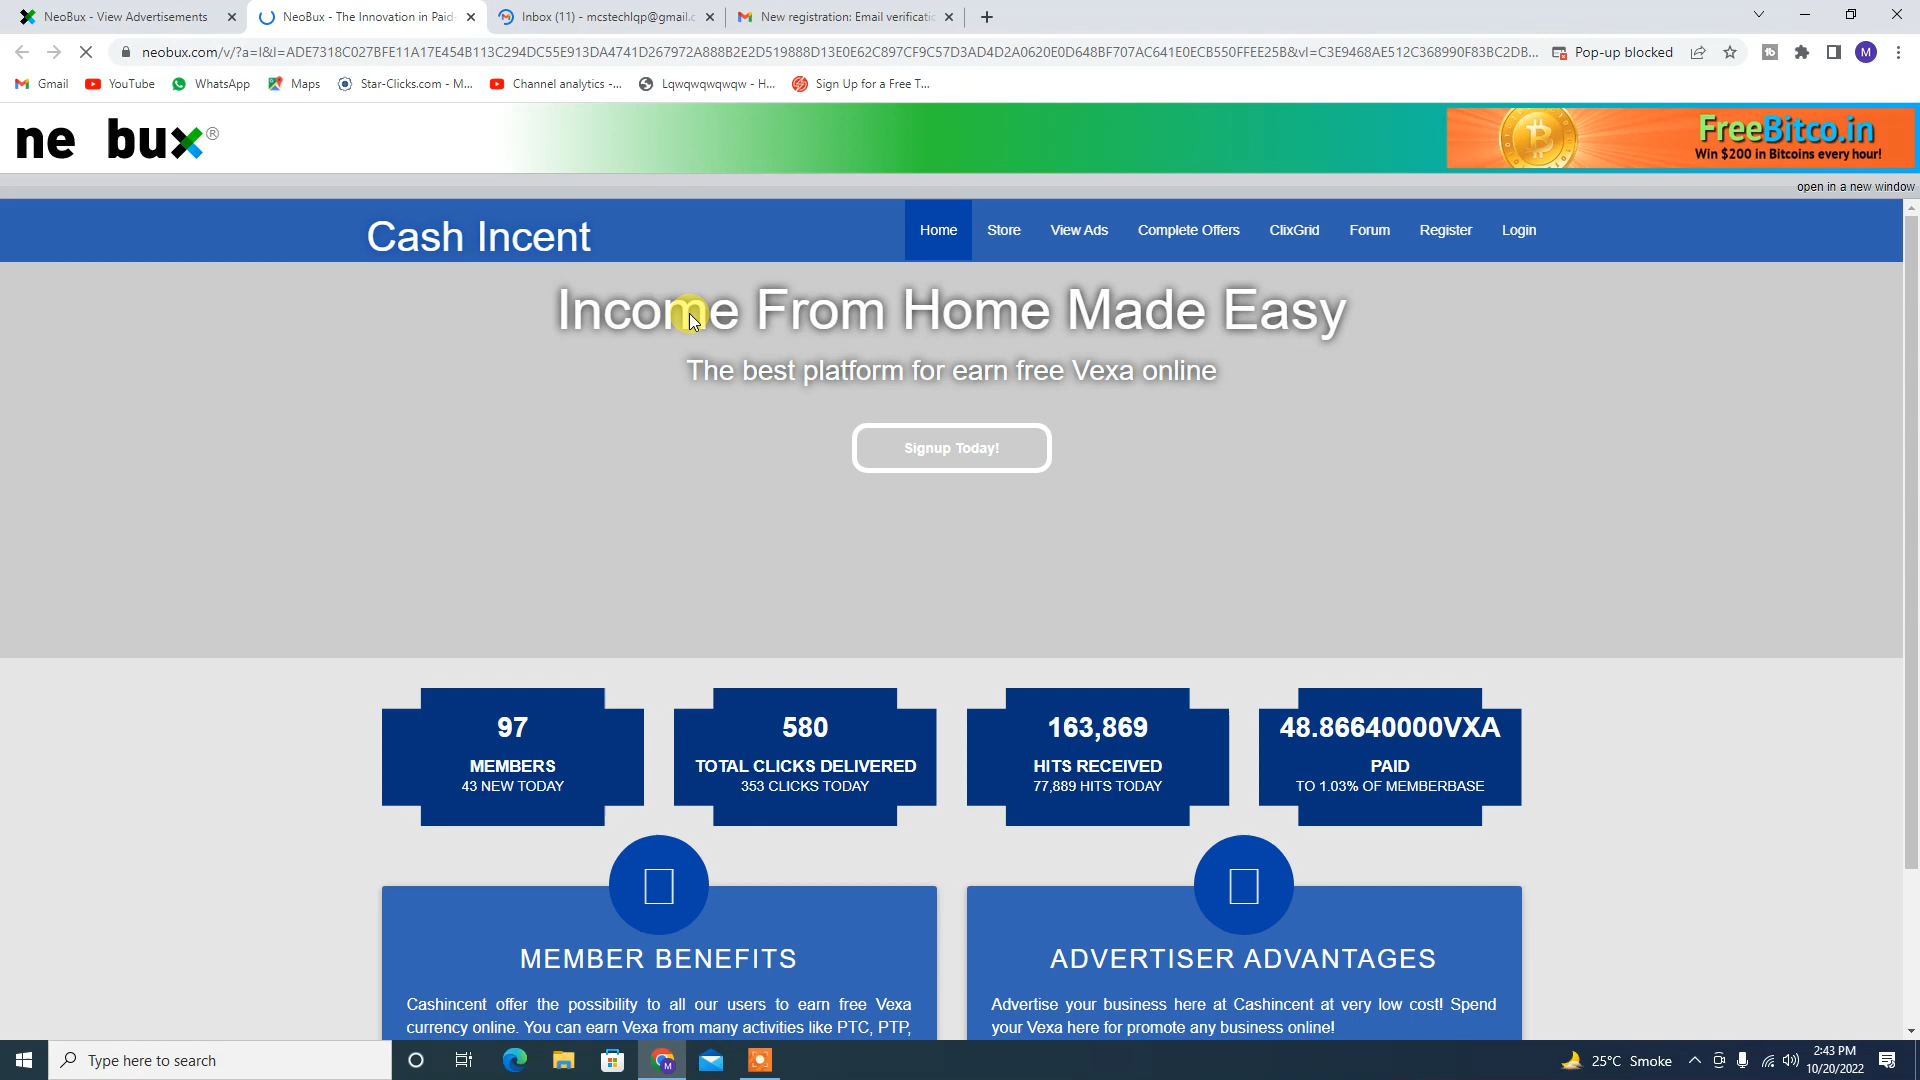 NeoBux - View Advertisements
NeoBux - The Innovation in Paid-
Inbox (11) - mcstechlqp@gmail.c
New registration: Email verificatio
neobux.com/v/?a=l&l=ADE7318C027BFE11A17E454B113C294DC55E913DA4741D267972A888B2E2D519888D13E0E62C897CF9C57D3AD4D2A0620E0D648BF707AC641E0ECB550FFEE25B&vl=C3E9468AE512C368990F83BC2DB...
Pop-up blocked
M
Gmail
YouTube
WhatsApp
Maps
Star-Clicks.com - M...
Channel analytics -...
Lqwqwqwqwqw - H...
Sign Up for a Free T...
ne bux®
FreeBitco.in
Win $200 in Bitcoins every hour!
open in a new window
Cash Incent
Home
Store
View Ads
Complete Offers
ClixGrid
Forum
Register
Login
Income From Home Made Easy
The best platform for earn free Vexa online
Signup Today!
97
MEMBERS
43 NEW TODAY
580
TOTAL CLICKS DELIVERED
353 CLICKS TODAY
163,869
HITS RECEIVED
77,889 HITS TODAY
48.86640000VXA
PAID
TO 1.03% OF MEMBERBASE
MEMBER BENEFITS
Cashincent offer the possibility to all our users to earn free Vexa
currency online. You can earn Vexa from many activities like PTC, PTP,
ADVERTISER ADVANTAGES
Advertise your business here at Cashincent at very low cost! Spend
your Vexa here for promote any business online!
Type here to search
25°C Smoke
2:43 PM
10/20/2022